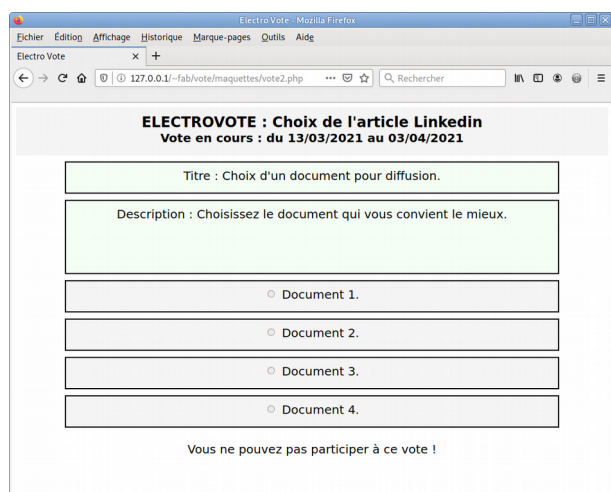 Electro Vote - Mozilla Firefox
Fichier Édition Affichage Historique Marque-pages Outils Aide
Electro Vote × +
127.0.0.1/~fab/vote/maquettes/vote2.php ••• Rechercher
ELECTROVOTE : Choix de l'article Linkedin
Vote en cours : du 13/03/2021 au 03/04/2021
Titre : Choix d'un document pour diffusion.
Description : Choisissez le document qui vous convient le mieux.
Document 1.
Document 2.
Document 3.
Document 4.
Vous ne pouvez pas participer à ce vote !